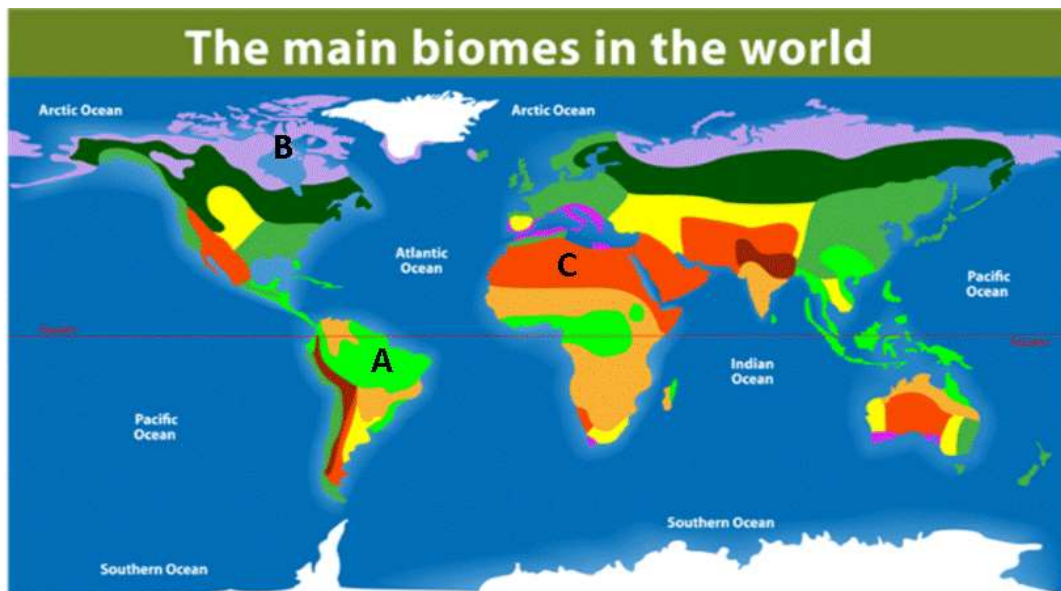 The main biomes in the world
Arctic Ocean
Arctic Ocean
B
Atlantic
Ocean
C
Pacific
Ocean
A
Indian
Ocean
Pacific
Ocean
Southern Ocean
Southern Ocean